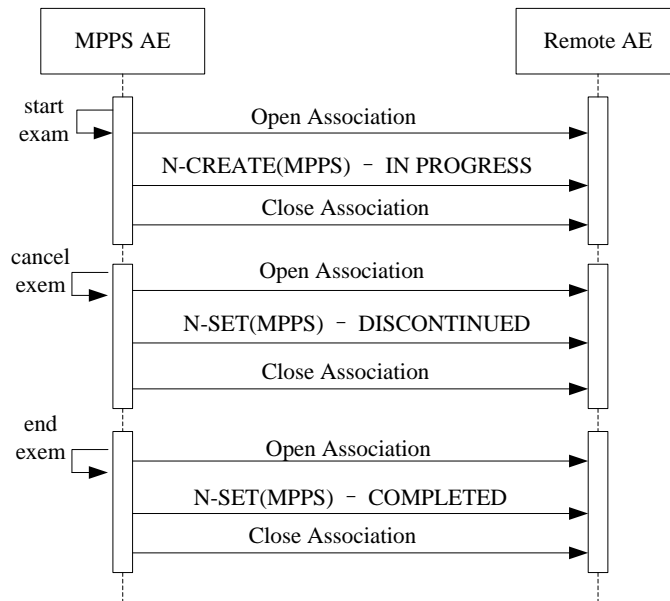 MPPS AE
Remote AE
start
exam
Open Association
N-CREATE(MPPS) - IN PROGRESS
Close Association
cancel
exem
Open Association
N-SET(MPPS) - DISCONTINUED
Close Association
end
exem
Open Association
N-SET(MPPS) - COMPLETED
Close Association